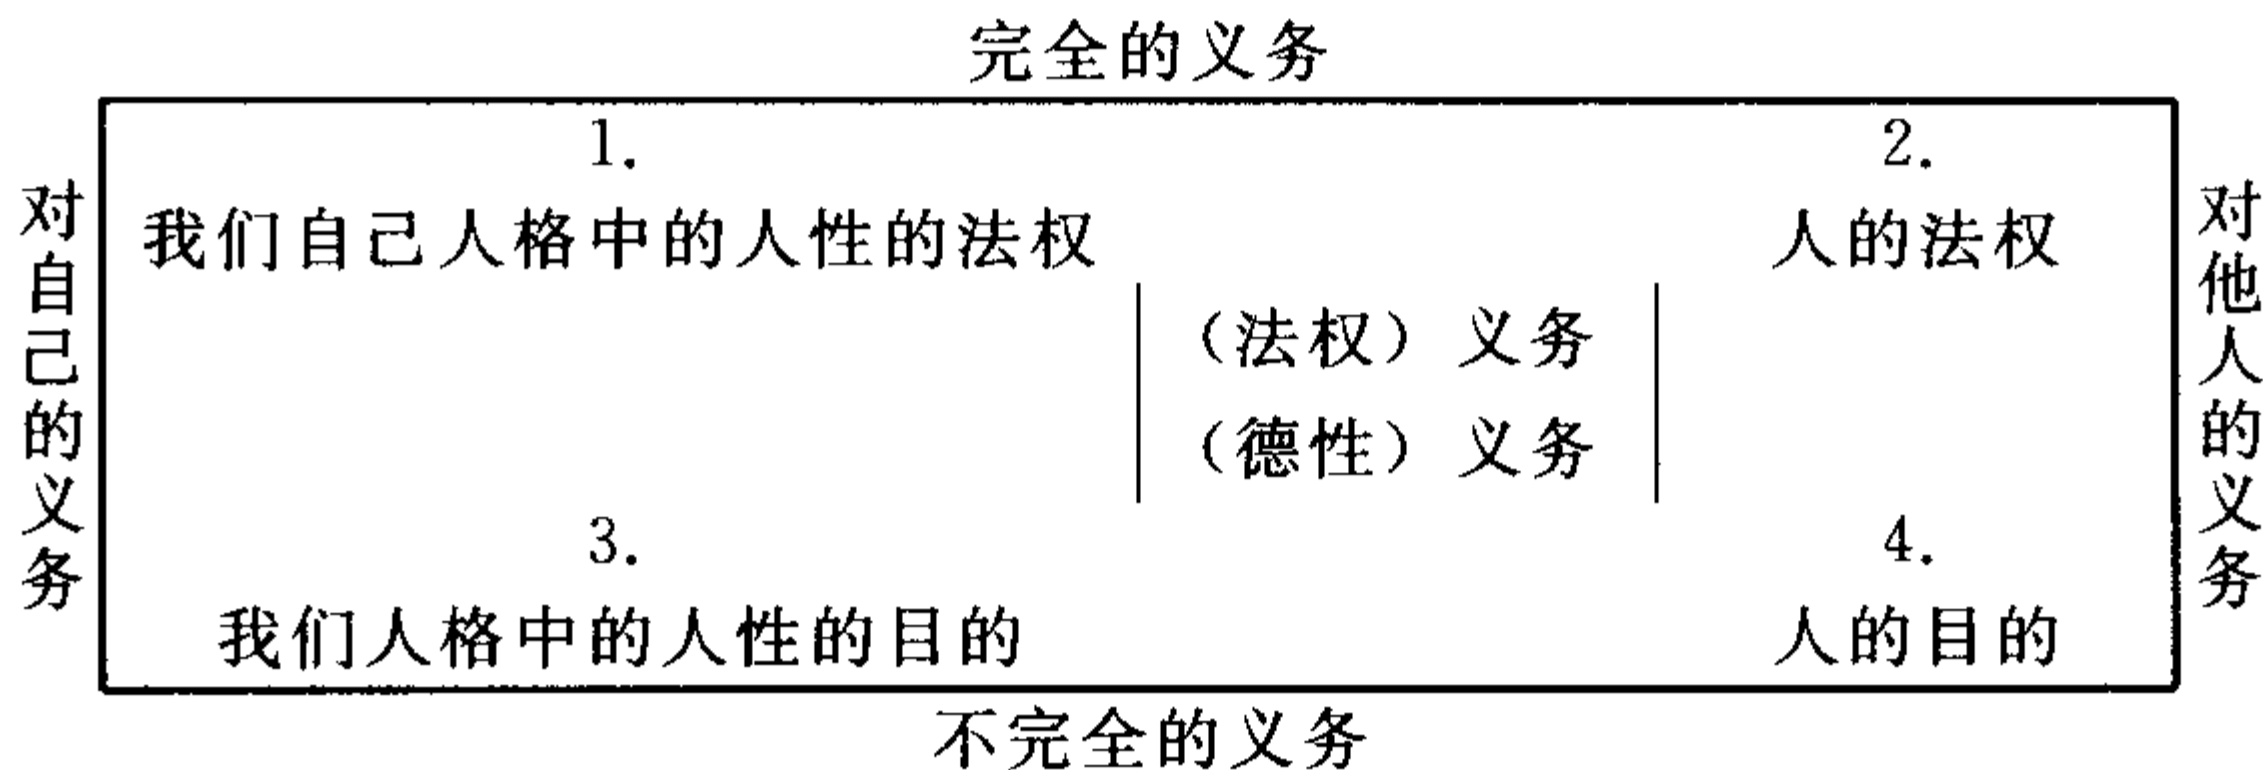 完全的义务
1.
2.
我们自己人格中的人性的法权
人的法权
对自己的义务
对他人的义务
（法权）义务
（德性）义务
3.
4.
我们人格中的人性的目的
人的目的
不完全的义务